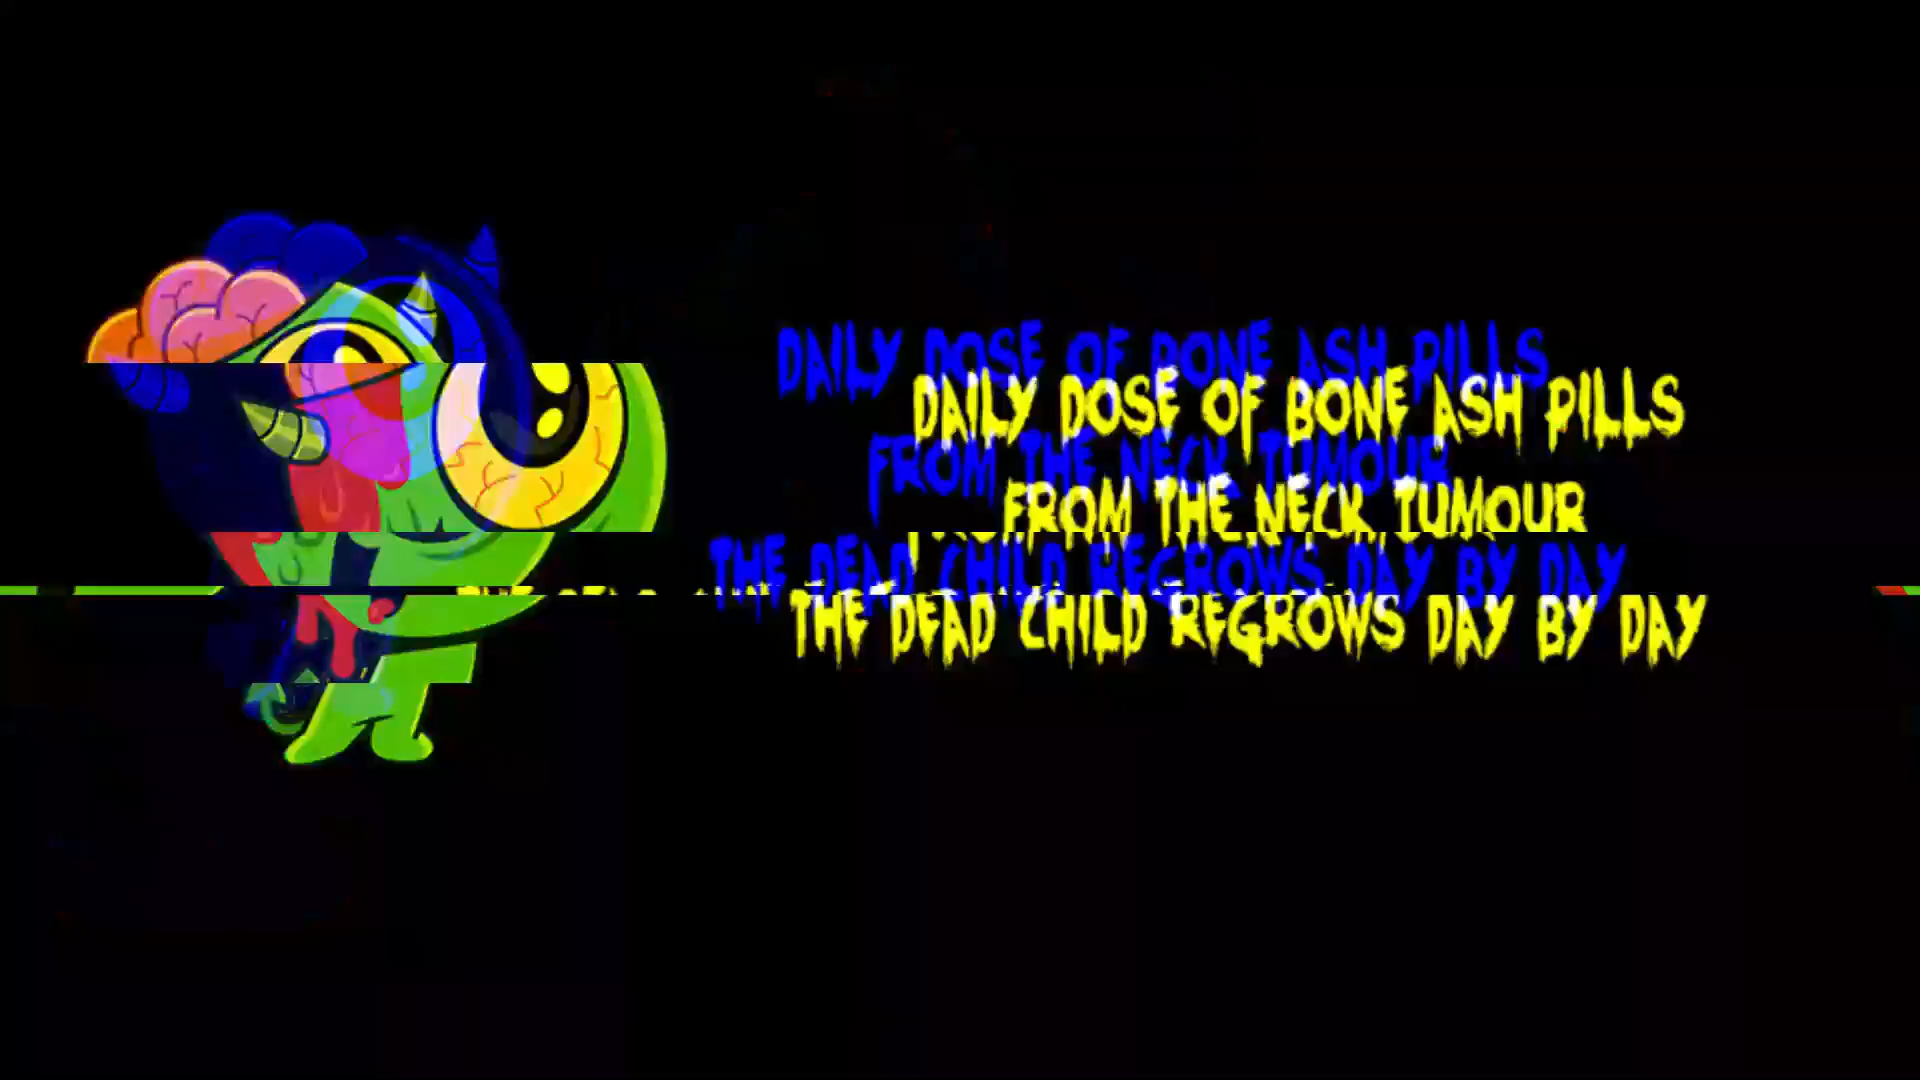 DAILY DOSE OF BONE ASH PILLS
FROM THE NECK TUMOUR
THE DEAD CHILD REGROWS DAY BY DAY